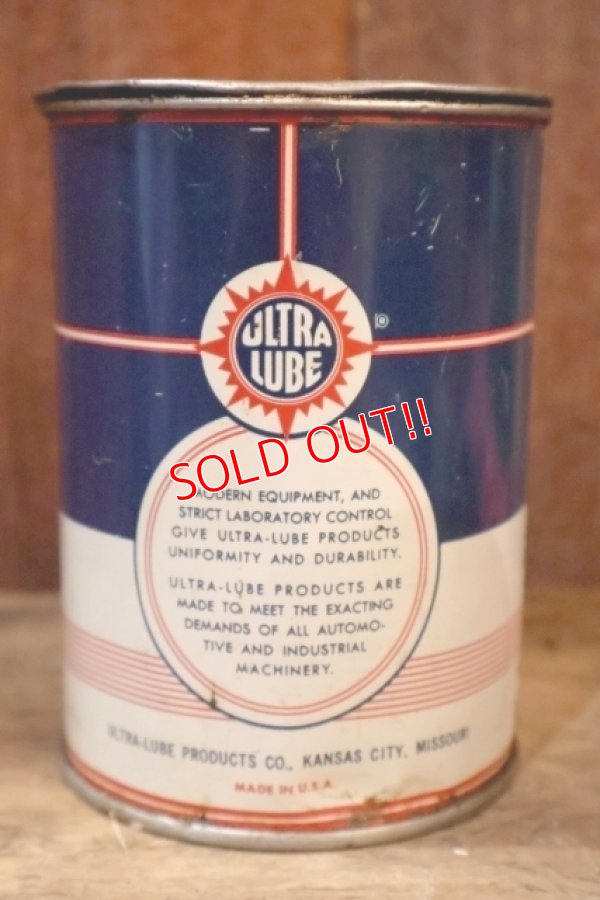 ULTRA
LUBE
®
SOLD OUT!!
MODERN EQUIPMENT, AND
STRICT LABORATORY CONTROL
GIVE ULTRA-LUBE PRODUCTS
UNIFORMITY AND DURABILITY.
ULTRA-LUBE PRODUCTS ARE
MADE TO MEET THE EXACTING
DEMANDS OF ALL AUTOMO-
TIVE AND INDUSTRIAL
MACHINERY.
ULTRA-LUBE PRODUCTS CO., KANSAS CITY, MISSOURI
MADE IN U.S.A.